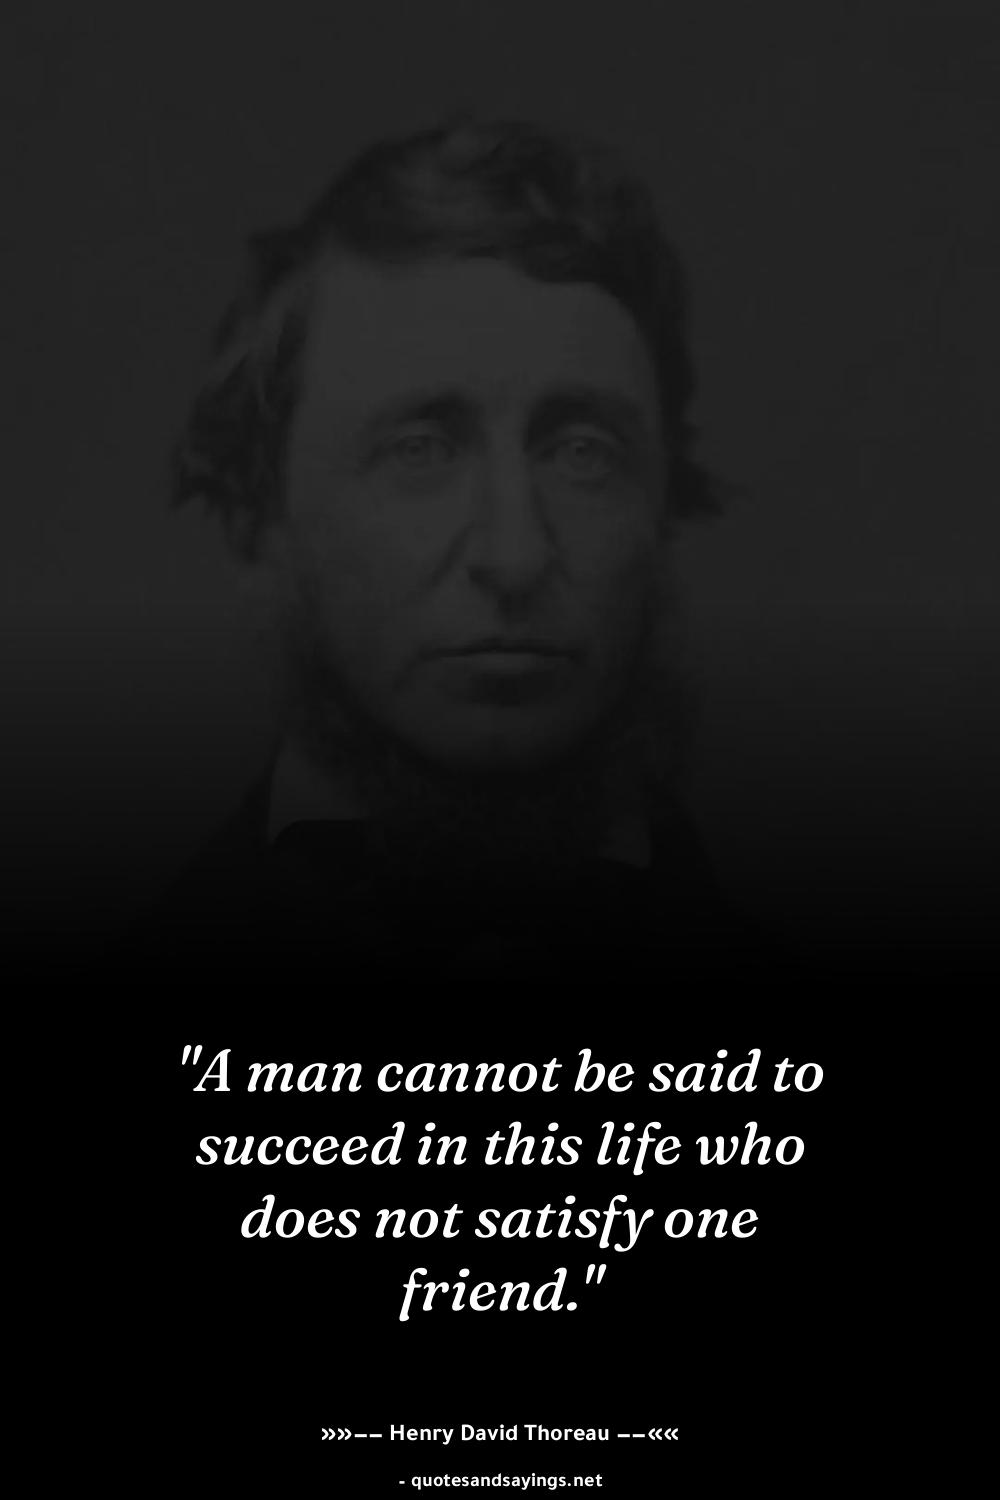 "A man cannot be said to
succeed in this life who
does not satisfy one
friend."
»»–– Henry David Thoreau ––««
- quotesandsayings.net